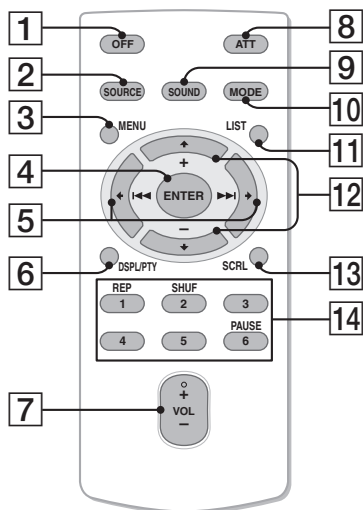 1
8
OFF
ATT
2
9
SOURCE
SOUND
MODE
10
3
MENU
LIST
11
+
4
ENTER
12
5
−
6
DSPL/PTY
SCRL
13
REP
SHUF
1
2
3
14
PAUSE
4
5
6
7
+
VOL
−